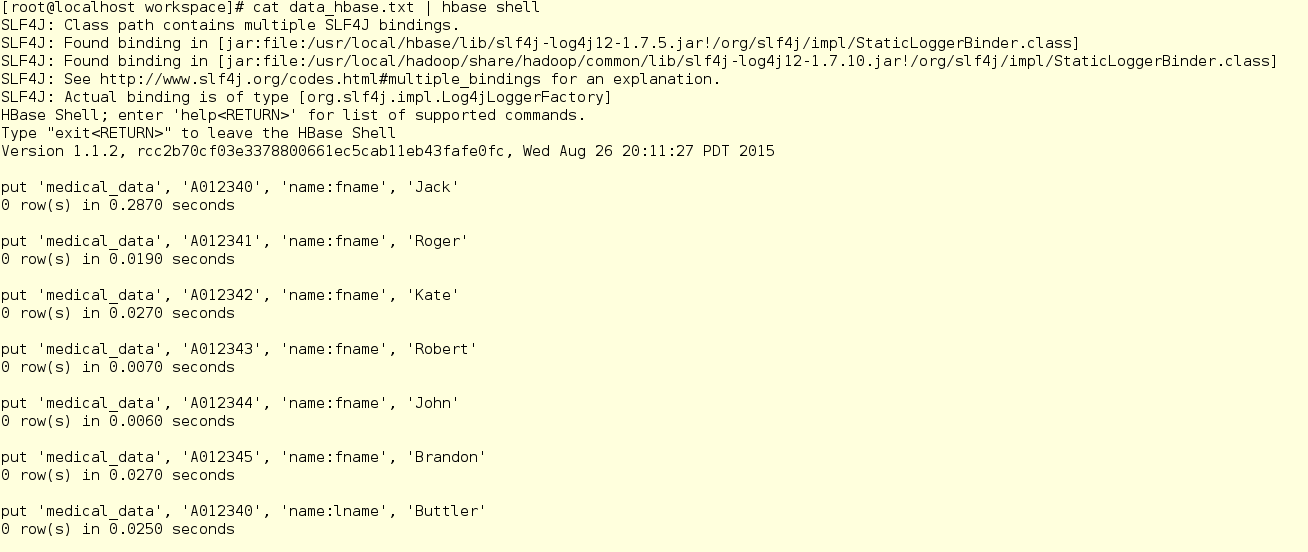 [root@localhost workspace]# cat data_hbase.txt | hbase shell
SLF4J: Class path contains multiple SLF4J bindings.
SLF4J: Found binding in [jar:file:/usr/local/hbase/lib/slf4j-log4j12-1.7.5.jar!/org/slf4j/impl/StaticLoggerBinder.class]
SLF4J: Found binding in [jar:file:/usr/local/hadoop/share/hadoop/common/lib/slf4j-log4j12-1.7.10.jar!/org/slf4j/impl/StaticLoggerBinder.class]
SLF4J: See http://www.slf4j.org/codes.html#multiple_bindings for an explanation.
SLF4J: Actual binding is of type [org.slf4j.impl.Log4jLoggerFactory]
HBase Shell; enter 'help<RETURN>' for list of supported commands.
Type "exit<RETURN>" to leave the HBase Shell
Version 1.1.2, rcc2b70cf03e3378800661ec5cab11eb43fafe0fc, Wed Aug 26 20:11:27 PDT 2015
put 'medical_data', 'A012340', 'name:fname', 'Jack'
0 row(s) in 0.2870 seconds
put 'medical_data', 'A012341', 'name:fname', 'Roger'
0 row(s) in 0.0190 seconds
put 'medical_data', 'A012342', 'name:fname', 'Kate'
0 row(s) in 0.0270 seconds
put 'medical_data', 'A012343', 'name:fname', 'Robert'
0 row(s) in 0.0070 seconds
put 'medical_data', 'A012344', 'name:fname', 'John'
0 row(s) in 0.0060 seconds
put 'medical_data', 'A012345', 'name:fname', 'Brandon'
0 row(s) in 0.0270 seconds
put 'medical_data', 'A012340', 'name:lname', 'Buttler'
0 row(s) in 0.0250 seconds